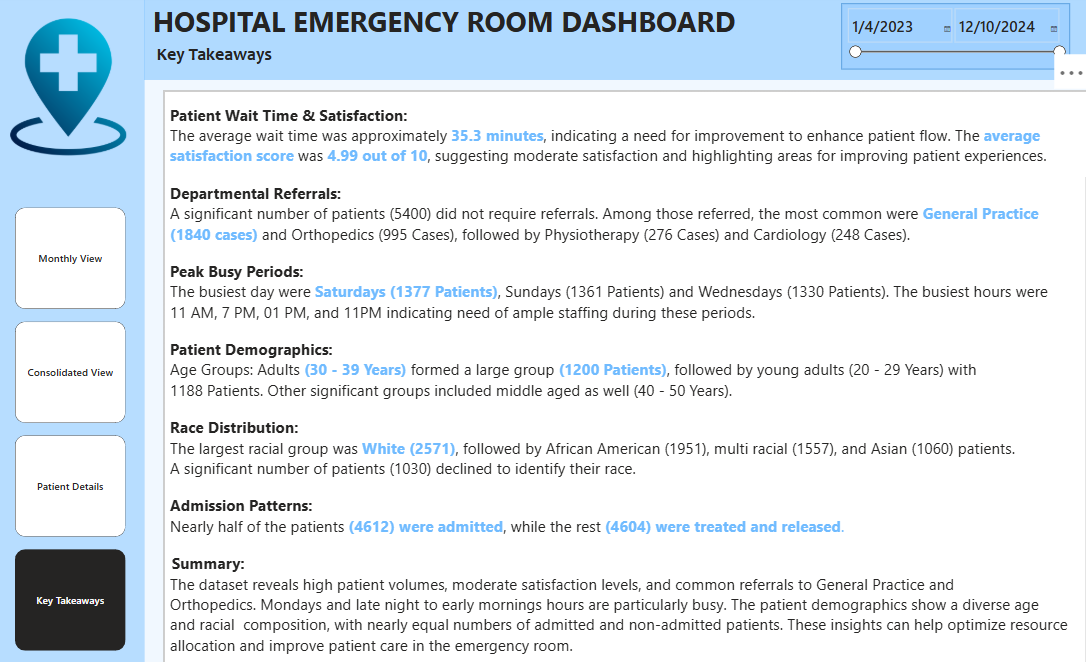 HOSPITAL EMERGENCY ROOM DASHBOARD
Key Takeaways
1/4/2023
12/10/2024
Patient Wait Time & Satisfaction:
The average wait time was approximately 35.3 minutes, indicating a need for improvement to enhance patient flow. The average
satisfaction score was 4.99 out of 10, suggesting moderate satisfaction and highlighting areas for improving patient experiences.
Departmental Referrals:
A significant number of patients (5400) did not require referrals. Among those referred, the most common were General Practice
(1840 cases) and Orthopedics (995 Cases), followed by Physiotherapy (276 Cases) and Cardiology (248 Cases).
Peak Busy Periods:
The busiest day were Saturdays (1377 Patients), Sundays (1361 Patients) and Wednesdays (1330 Patients). The busiest hours were
11 AM, 7 PM, 01 PM, and 11PM indicating need of ample staffing during these periods.
Patient Demographics:
Age Groups: Adults (30 - 39 Years) formed a large group (1200 Patients), followed by young adults (20 - 29 Years) with
1188 Patients. Other significant groups included middle aged as well (40 - 50 Years).
Race Distribution:
The largest racial group was White (2571), followed by African American (1951), multi racial (1557), and Asian (1060) patients.
A significant number of patients (1030) declined to identify their race.
Admission Patterns:
Nearly half of the patients (4612) were admitted, while the rest (4604) were treated and released.
Summary:
The dataset reveals high patient volumes, moderate satisfaction levels, and common referrals to General Practice and
Orthopedics. Mondays and late night to early mornings hours are particularly busy. The patient demographics show a diverse age
and racial  composition, with nearly equal numbers of admitted and non-admitted patients. These insights can help optimize resource
allocation and improve patient care in the emergency room.
Monthly View
Consolidated View
Patient Details
Key Takeaways